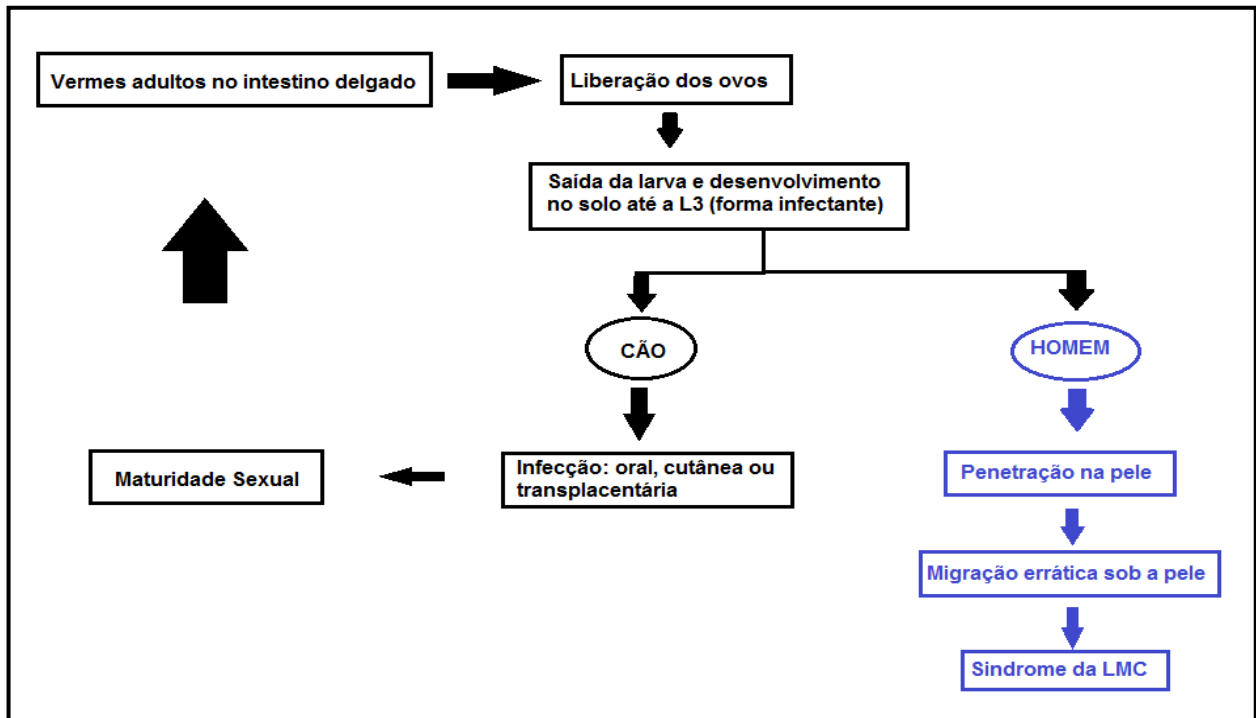 Vermes adultos no intestino delgado
Liberação dos ovos
Saída da larva e desenvolvimento
no solo até a L3 (forma infectante)
CÃO
HOMEM
Infecção: oral, cutânea ou
transplacentária
Maturidade Sexual
Penetração na pele
Migração errática sob a pele
Sindrome da LMC